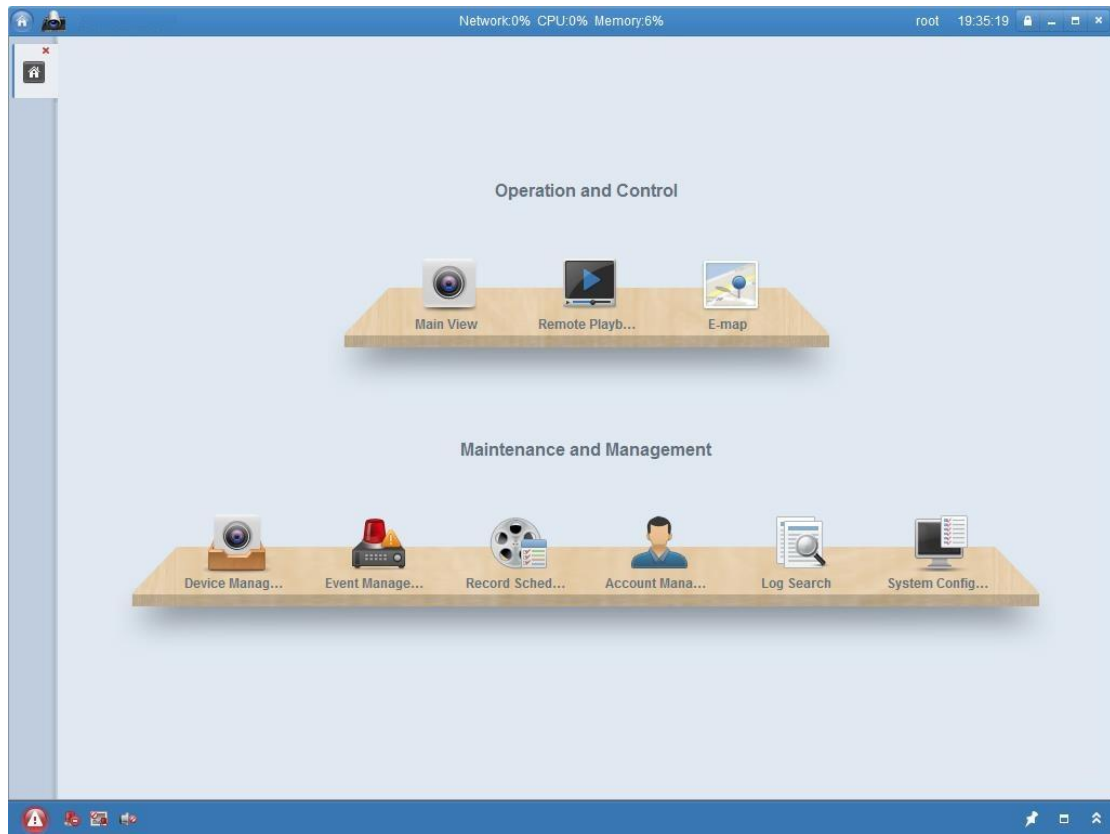 Network:0% CPU:0% Memory:6%
root 19:35:19
Operation and Control
Main View Remote Playb... E-map
Maintenance and Management
Device Manag... Event Manage... Record Sched... Account Mana... Log Search System Config...